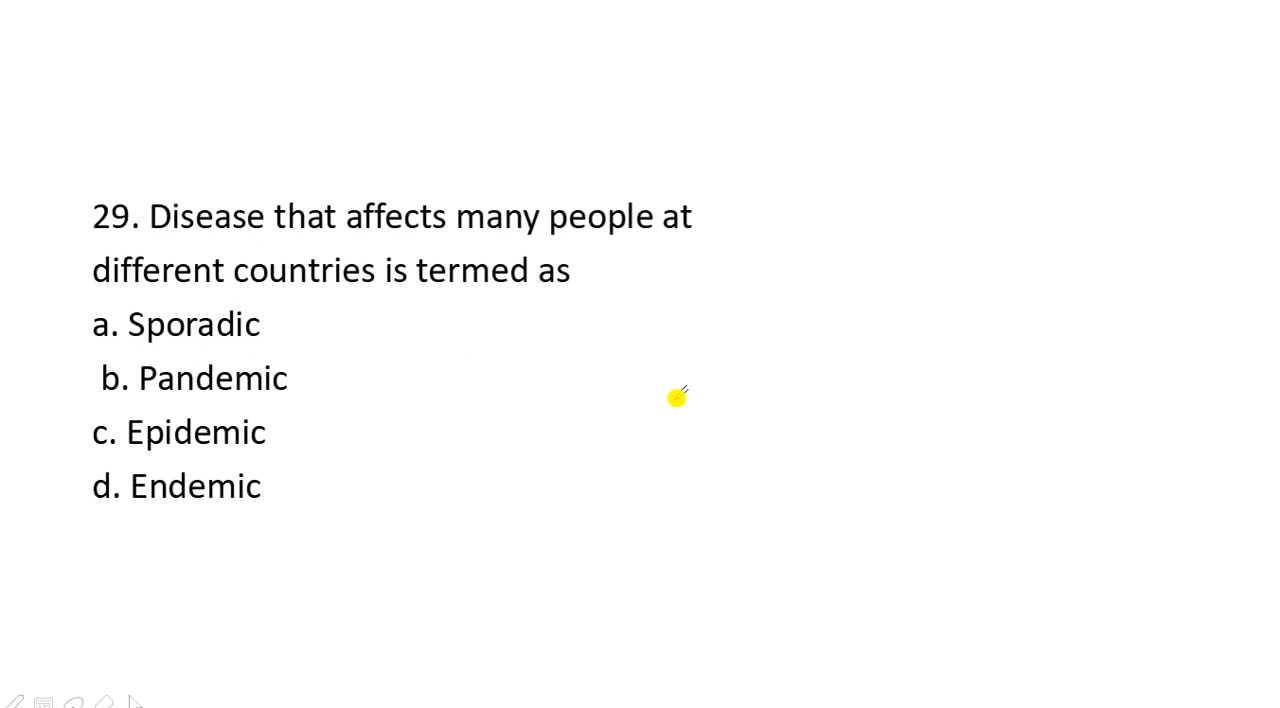 29. Disease that affects many people at
different countries is termed as
a. Sporadic
b. Pandemic
c. Epidemic
d. Endemic